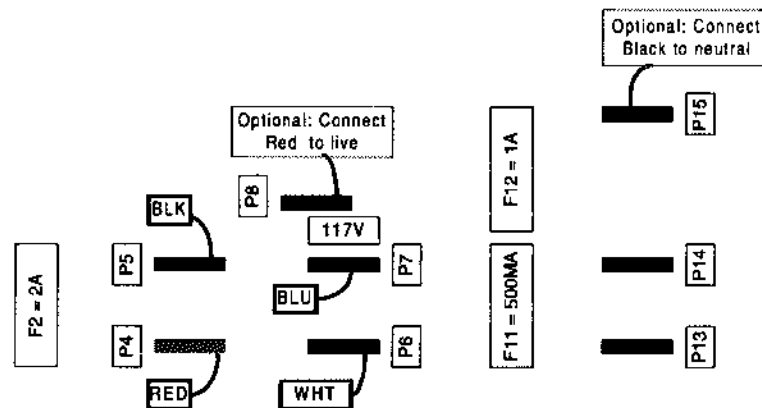 Optional: Connect
Black to neutral
P15
Optional: Connect
Red to live
P8
F12 = 1A
BLK
117V
F2 = 2A
P5
P7
BLU
F11 = 500MA
P14
P4
P6
P13
RED
WHT